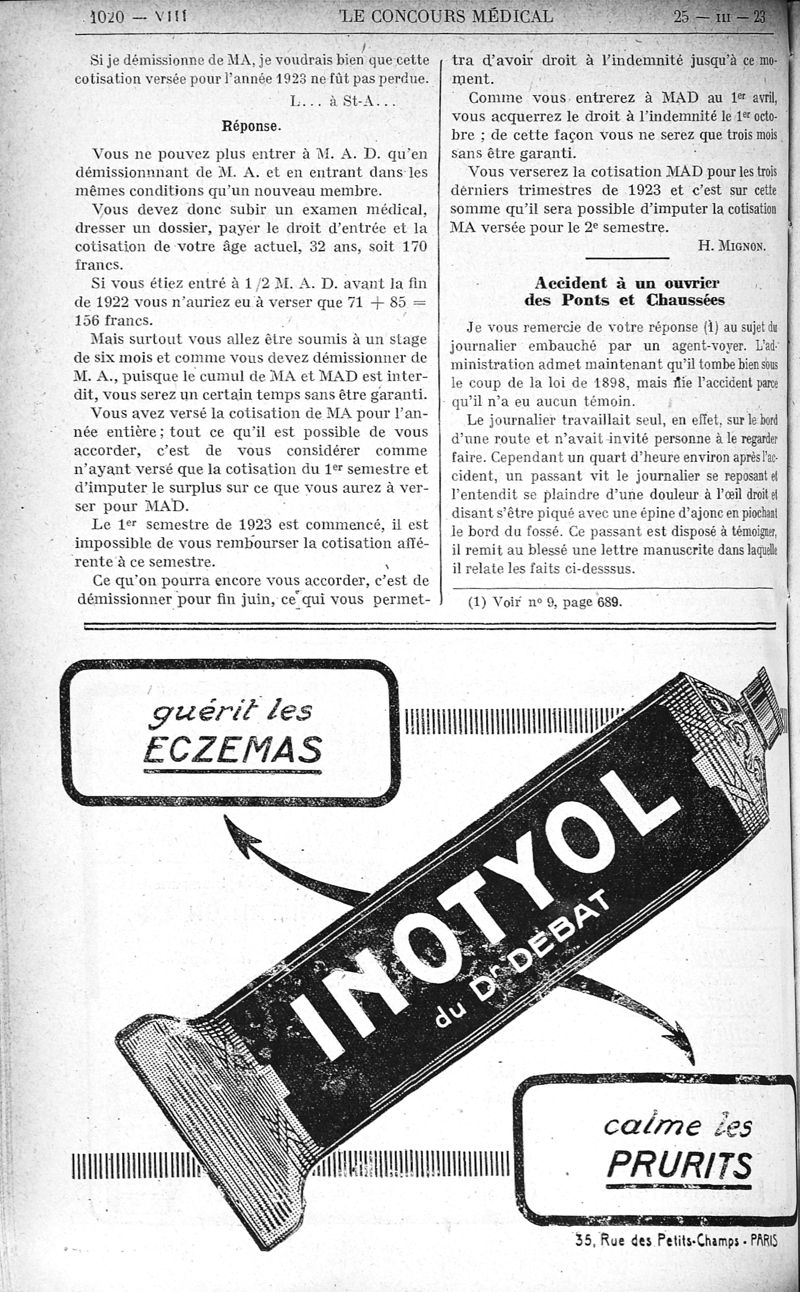 1020 — VIII
LE CONCOURS MÉDICAL
25 — III — 23
Si je démissionne de MA, je voudrais bien que cette
cotisation versée pour l'année 1923 ne fût pas perdue.
L... à St-A...
Réponse.
Vous ne pouvez plus entrer à M. A. D. qu'en
démissionnnant de M. A. et en entrant dans les
mêmes conditions qu'un nouveau membre.
Vous devez donc subir un examen médical,
dresser un dossier, payer le droit d'entrée et la
cotisation de votre âge actuel, 32 ans, soit 170
francs.
Si vous étiez entré à 1/2 M. A. D. avant la fin
de 1922 vous n'auriez eu à verser que 71 + 85 =
156 francs.
Mais surtout vous allez être soumis à un stage
de six mois et comme vous devez démissionner de
M. A., puisque le cumul de MA et MAD est inter-
dit, vous serez un certain temps sans être garanti.
Vous avez versé la cotisation de MA pour l'an-
née entière ; tout ce qu'il est possible de vous
accorder, c'est de vous considérer comme
n'ayant versé que la cotisation du 1er semestre et
d'imputer le surplus sur ce que vous aurez à ver-
ser pour MAD.
Le 1er semestre de 1923 est commencé, il est
impossible de vous rembourser la cotisation affé-
rente à ce semestre.
Ce qu'on pourra encore vous accorder, c'est de
démissionner pour fin juin, ce qui vous permet-
tra d'avoir droit à l'indemnité jusqu'à ce mo-
ment.
Comme vous entrerez à MAD au 1er avril,
vous acquerrez le droit à l'indemnité le 1er octo-
bre ; de cette façon vous ne serez que trois mois
sans être garanti.
Vous verserez la cotisation MAD pour les trois
derniers trimestres de 1923 et c'est sur cette
somme qu'il sera possible d'imputer la cotisation
MA versée pour le 2e semestre.
H. MIGNON.
Accident à un ouvrier
des Ponts et Chaussées
Je vous remercie de votre réponse (1) au sujet du
journalier embauché par un agent-voyer. L'ad-
ministration admet maintenant qu'il tombe bien sous
le coup de la loi de 1898, mais nie l'accident parce
qu'il n'a eu aucun témoin.
Le journalier travaillait seul, en effet, sur le bord
d'une route et n'avait invité personne à le regarder
faire. Cependant un quart d'heure environ après l'ac-
cident, un passant vit le journalier se reposant et
l'entendit se plaindre d'une douleur à l'œil droit et
disant s'être piqué avec une épine d'ajonc en piochant
le bord du fossé. Ce passant est disposé à témoigner,
il remit au blessé une lettre manuscrite dans laquelle
il relate les faits ci-desssus.
(1) Voir n° 9, page 689.
guérit les
ECZEMAS
INOTYOL
du Dr DÉBAT
calme les
PRURITS
35, Rue des Petits-Champs - PARIS